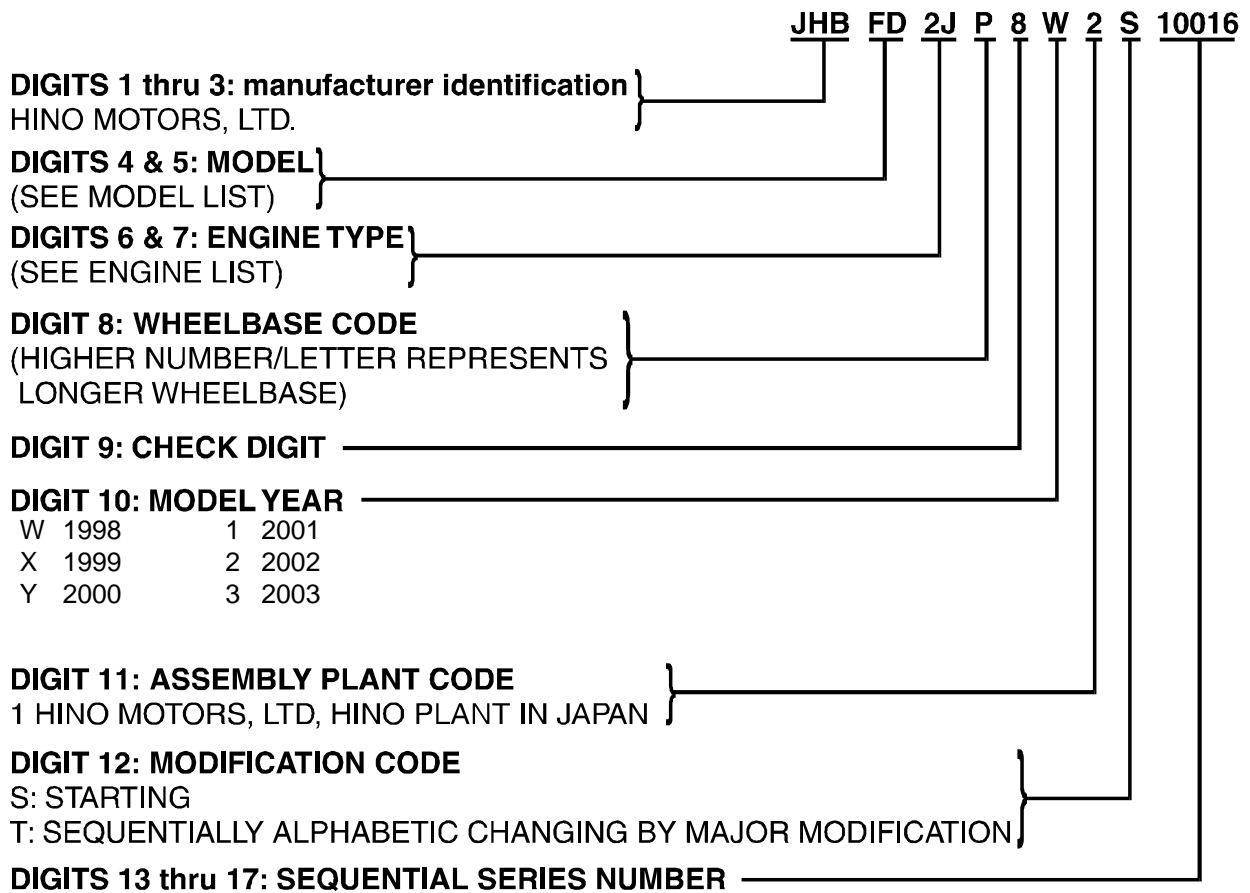 JHB FD 2J P 8 W 2 S 10016
DIGITS 1 thru 3: manufacturer identification
HINO MOTORS, LTD.
DIGITS 4 & 5: MODEL
(SEE MODEL LIST)
DIGITS 6 & 7: ENGINE TYPE
(SEE ENGINE LIST)
DIGIT 8: WHEELBASE CODE
(HIGHER NUMBER/LETTER REPRESENTS
LONGER WHEELBASE)
DIGIT 9: CHECK DIGIT
DIGIT 10: MODEL YEAR
W 1998 1 2001
X 1999 2 2002
Y 2000 3 2003
DIGIT 11: ASSEMBLY PLANT CODE
1 HINO MOTORS, LTD, HINO PLANT IN JAPAN
DIGIT 12: MODIFICATION CODE
S: STARTING
T: SEQUENTIALLY ALPHABETIC CHANGING BY MAJOR MODIFICATION
DIGITS 13 thru 17: SEQUENTIAL SERIES NUMBER